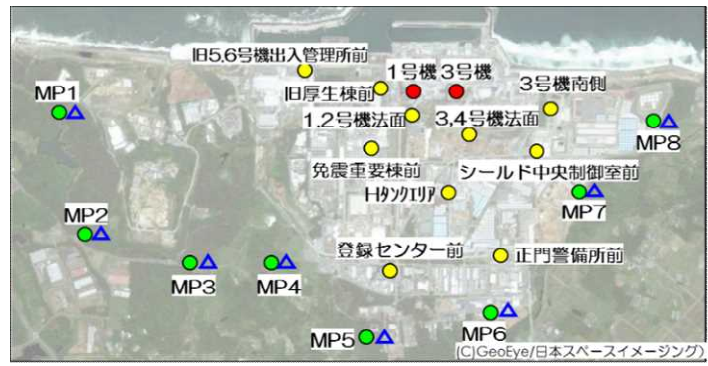 旧5,6号機出入管理所前
1号機 3号機
3号機南側
MP1
旧厚生棟前
1,2号機法面
3,4号機法面
MP8
免震重要棟前
シールド中央制御室前
Hﾀﾝｸｴﾘｱ
MP7
MP2
登録センター前
正門警備所前
MP3
MP4
MP5
MP6
(C)GeoEye/日本スペースイメージング)